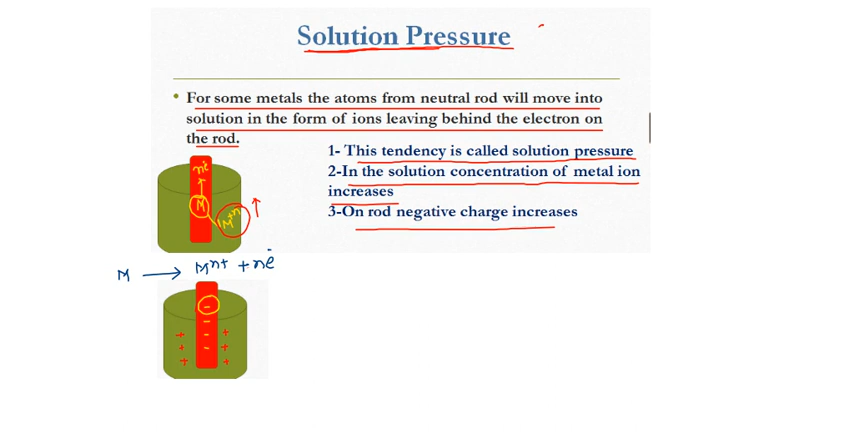 Solution Pressure
• For some metals the atoms from neutral rod will move into
solution in the form of ions leaving behind the electron on
the rod.
1- This tendency is called solution pressure
2-In the solution concentration of metal ion
increases
3-On rod negative charge increases
ne⁻
↑
M
M⁺ⁿ ↑
M → Mⁿ⁺ + ne⁻
-
-
+ - +
+ - +
+ +